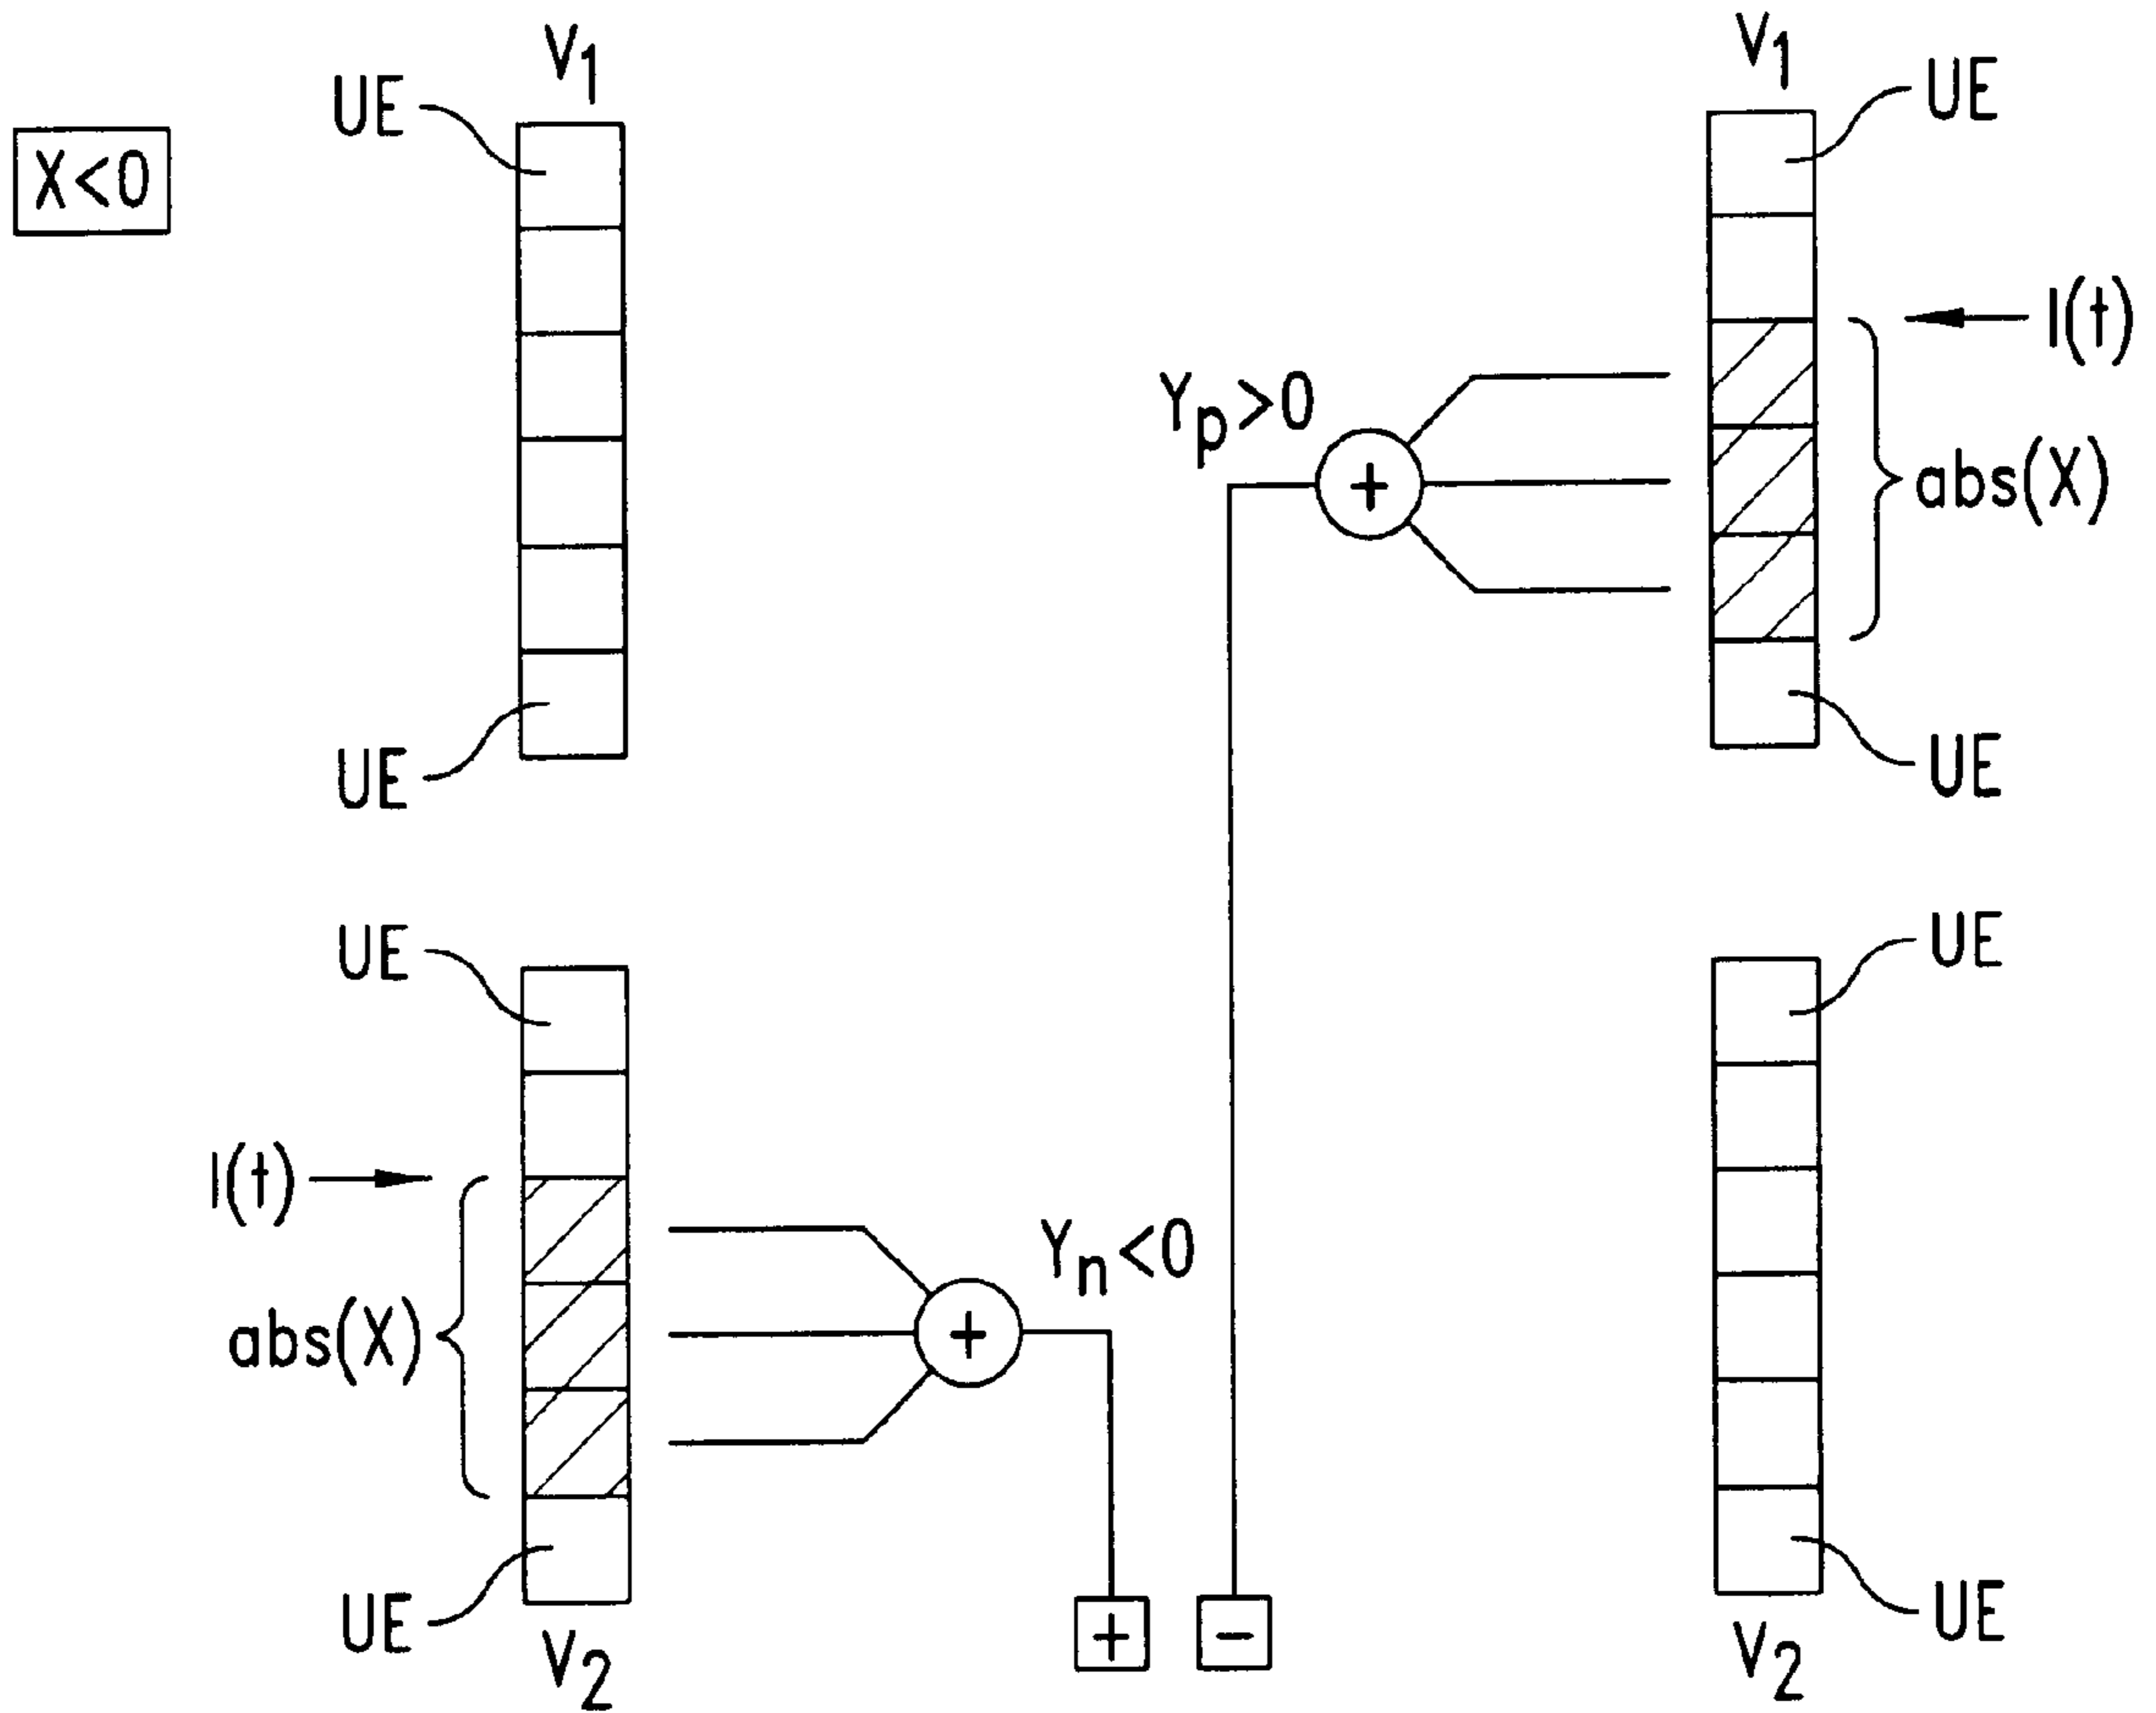 V1
V1
UE
UE
X<0
I(t)
Yp>0
abs(X)
+
UE
UE
UE
UE
I(t)
Yn<0
abs(X)
+
UE
UE
+
−
V2
V2